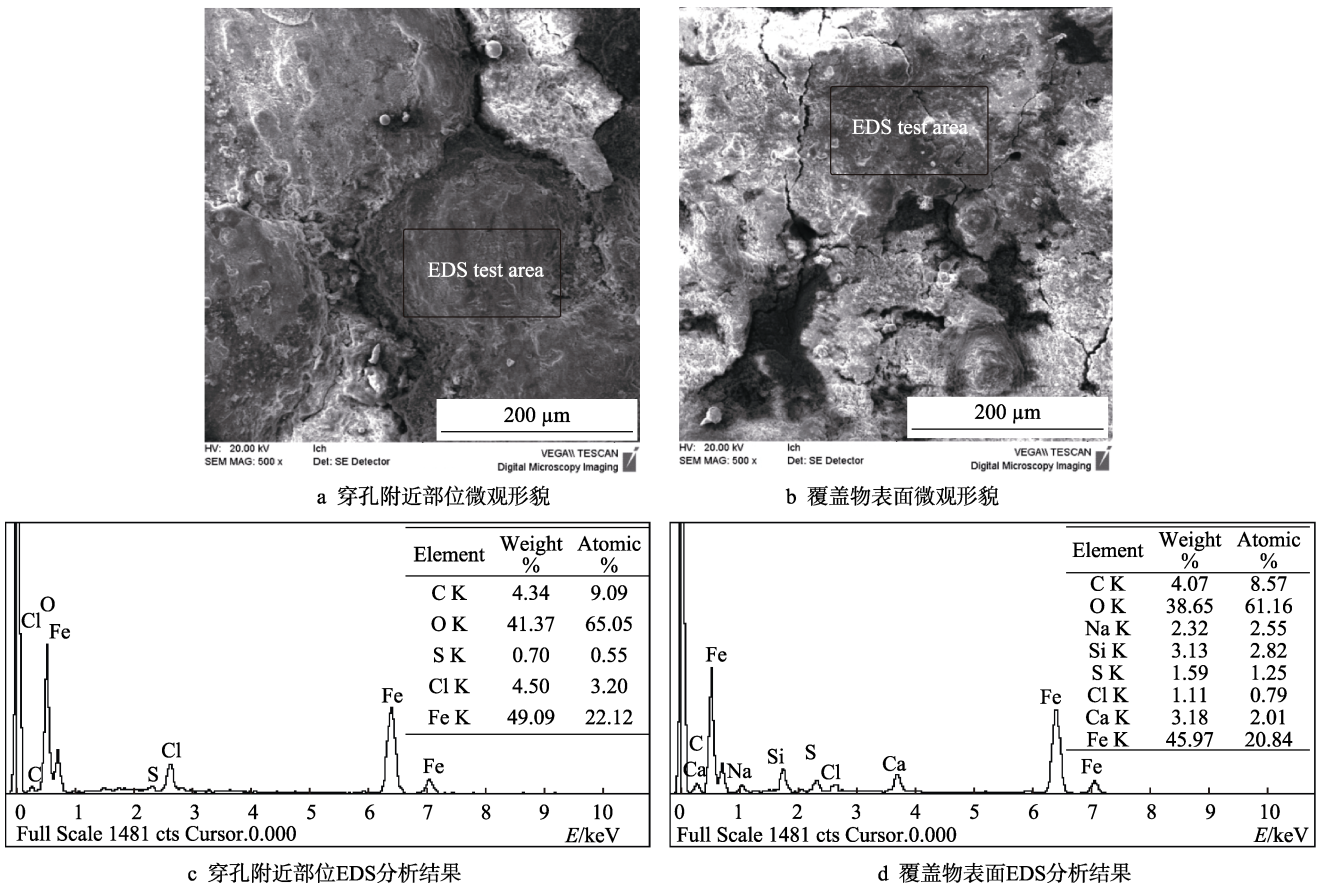 EDS test area
200 μm
HV: 20.00 kV
Ich
VEGA\\ TESCAN
SEM MAG: 500 x
Det: SE Detector
Digital Microscopy Imaging
a 穿孔附近部位微观形貌
EDS test area
200 μm
HV: 20.00 kV
Ich
VEGA\\ TESCAN
SEM MAG: 500 x
Det: SE Detector
Digital Microscopy Imaging
b 覆盖物表面微观形貌
Element Weight % Atomic %
C K 4.34 9.09
O K 41.37 65.05
S K 0.70 0.55
Cl K 4.50 3.20
Fe K 49.09 22.12
O
Cl
Fe
C
S
Cl
Fe
Fe
0 1 2 3 4 5 6 7 8 9 10
Full Scale 1481 cts Cursor.0.000
E/keV
c 穿孔附近部位EDS分析结果
Element Weight % Atomic %
C K 4.07 8.57
O K 38.65 61.16
Na K 2.32 2.55
Si K 3.13 2.82
S K 1.59 1.25
Cl K 1.11 0.79
Ca K 3.18 2.01
Fe K 45.97 20.84
Fe
C
Ca
Na
Si
S
Cl
Ca
Fe
Fe
0 1 2 3 4 5 6 7 8 9 10
Full Scale 1481 cts Cursor.0.000
E/keV
d 覆盖物表面EDS分析结果